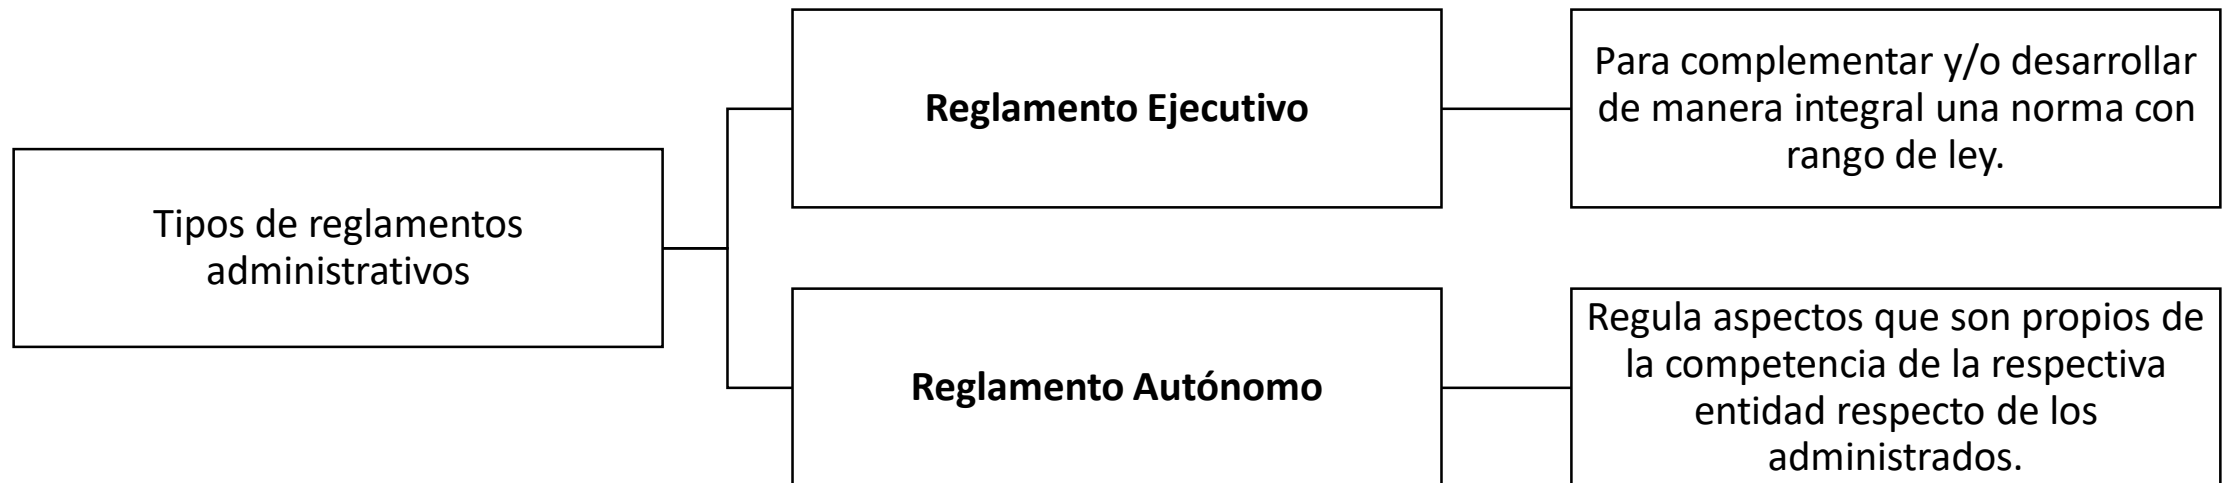 Tipos de reglamentos
administrativos
Reglamento Ejecutivo
Para complementar y/o desarrollar
de manera integral una norma con
rango de ley.
Reglamento Autónomo
Regula aspectos que son propios de
la competencia de la respectiva
entidad respecto de los
administrados.